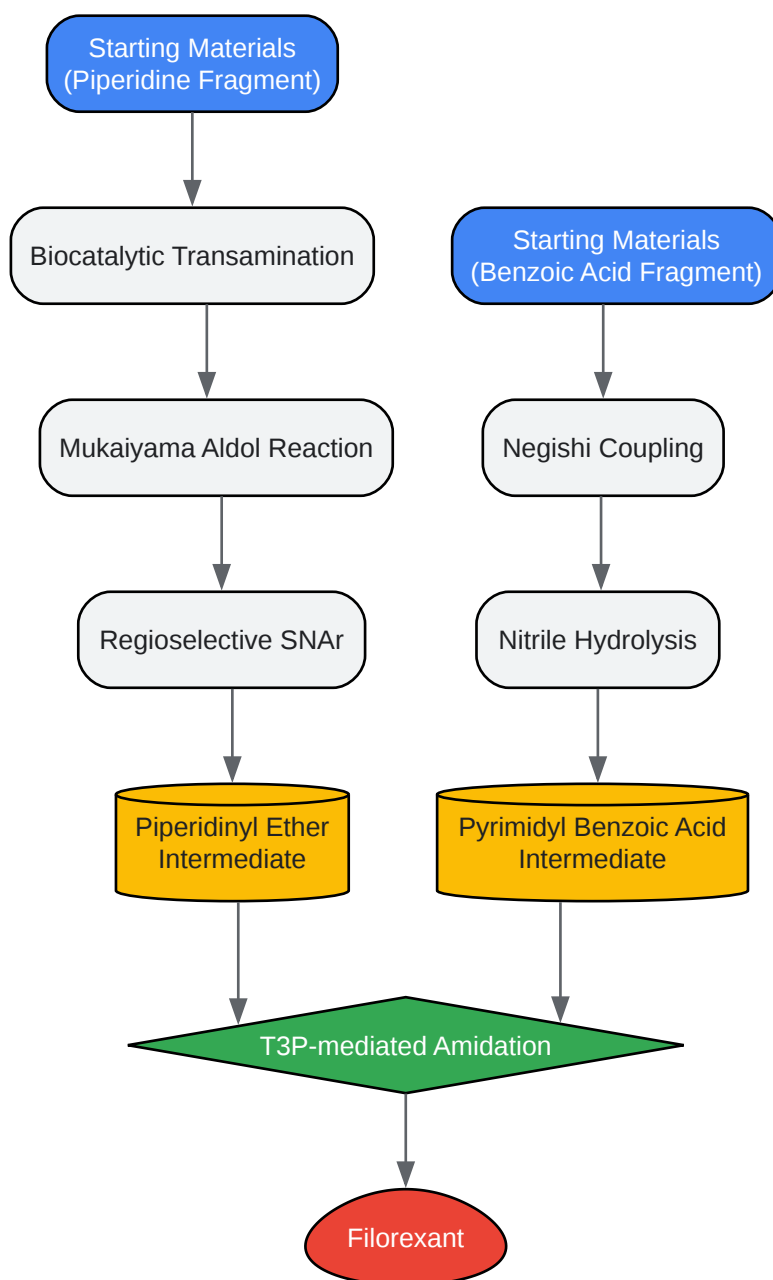 Starting Materials
(Piperidine Fragment)
Biocatalytic Transamination
Starting Materials
(Benzoic Acid Fragment)
Mukaiyama Aldol Reaction
Negishi Coupling
Regioselective SNAr
Nitrile Hydrolysis
Piperidinyl Ether
Intermediate
Pyrimidyl Benzoic Acid
Intermediate
T3P-mediated Amidation
Filorexant